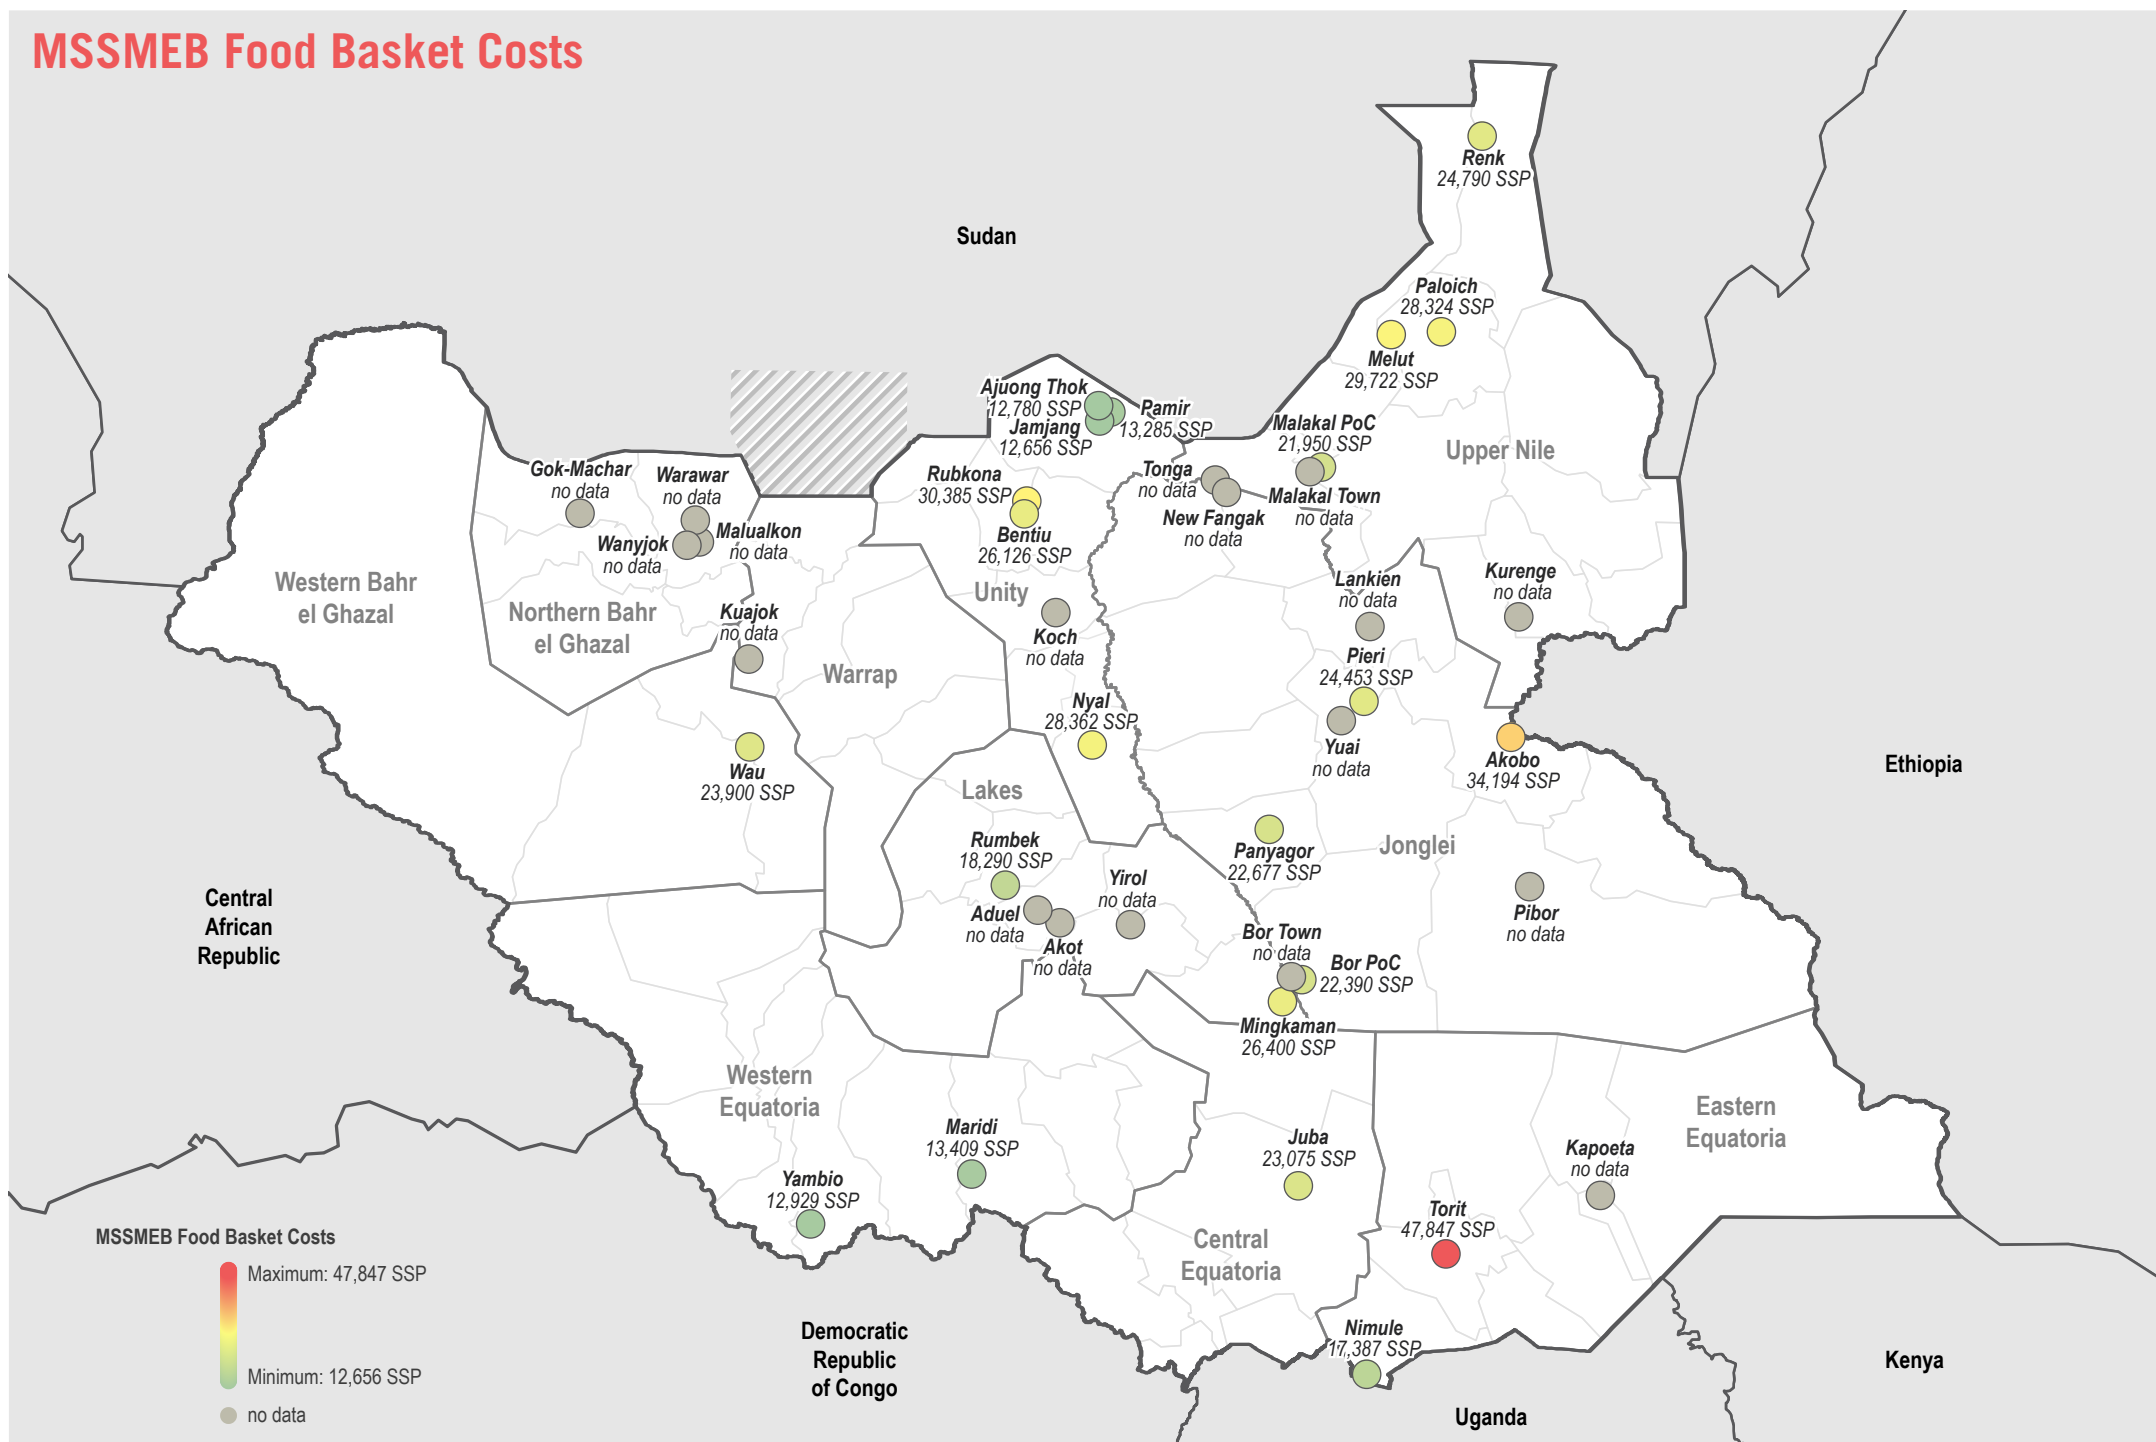 MSSMEB Food Basket Costs
Renk
24,790 SSP
Sudan
Paloich
28,324 SSP
Melut
29,722 SSP
Ajuong Thok
12,780 SSP
Pamir
13,285 SSP
Jamjang
12,656 SSP
Malakal PoC
21,950 SSP
Upper Nile
Gok-Machar
no data
Warawar
no data
Rubkona
30,385 SSP
Tonga
no data
Malakal Town
no data
New Fangak
no data
Malualkon
no data
Wanyjok
no data
Bentiu
26,126 SSP
Western Bahr
el Ghazal
Northern Bahr
el Ghazal
Unity
Lankien
no data
Kurenge
no data
Kuajok
no data
Koch
no data
Warrap
Pieri
24,453 SSP
Nyal
28,362 SSP
Yuai
no data
Akobo
34,194 SSP
Ethiopia
Wau
23,900 SSP
Lakes
Rumbek
18,290 SSP
Panyagor
22,677 SSP
Jonglei
Central
African
Republic
Yirol
no data
Aduel
no data
Akot
no data
Pibor
no data
Bor Town
no data
Bor PoC
22,390 SSP
Mingkaman
26,400 SSP
Western
Equatoria
Eastern
Equatoria
Maridi
13,409 SSP
Juba
23,075 SSP
Kapoeta
no data
Yambio
12,929 SSP
Torit
47,847 SSP
Central
Equatoria
MSSMEB Food Basket Costs
Maximum: 47,847 SSP
Minimum: 12,656 SSP
no data
Democratic
Republic
of Congo
Nimule
17,387 SSP
Kenya
Uganda